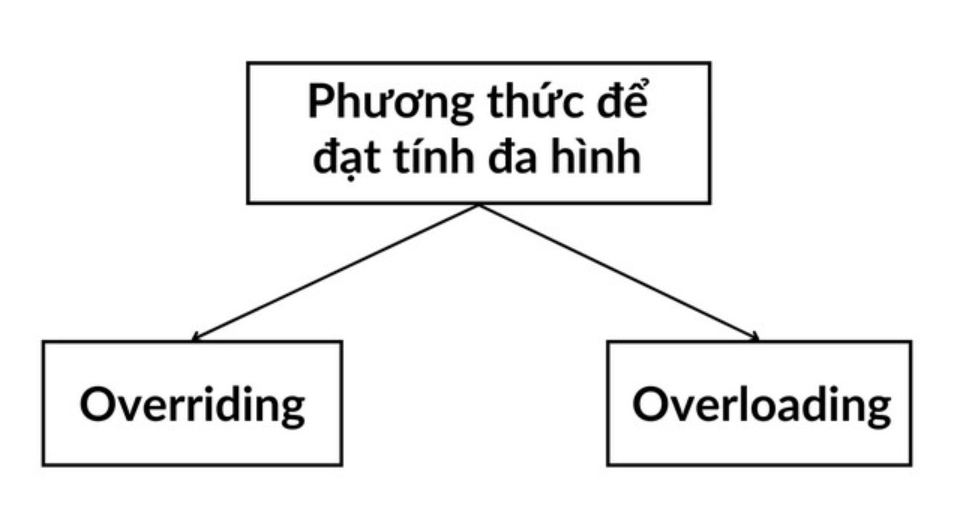 Phương thức để
đạt tính đa hình
Overriding
Overloading